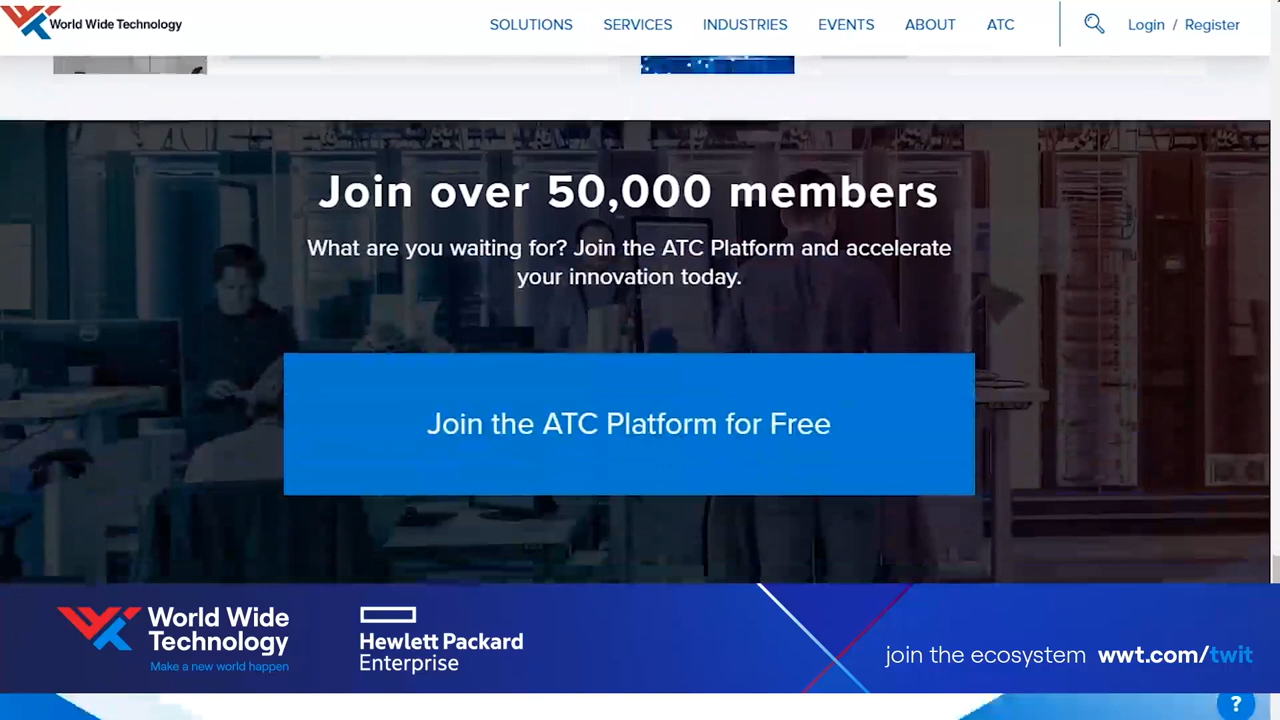 World Wide Technology
SOLUTIONS SERVICES INDUSTRIES EVENTS ABOUT ATC Login / Register
Join over 50,000 members
What are you waiting for? Join the ATC Platform and accelerate
your innovation today.
Join the ATC Platform for Free
World Wide
Technology
Make a new world happen
Hewlett Packard
Enterprise
join the ecosystem wwt.com/twit
?